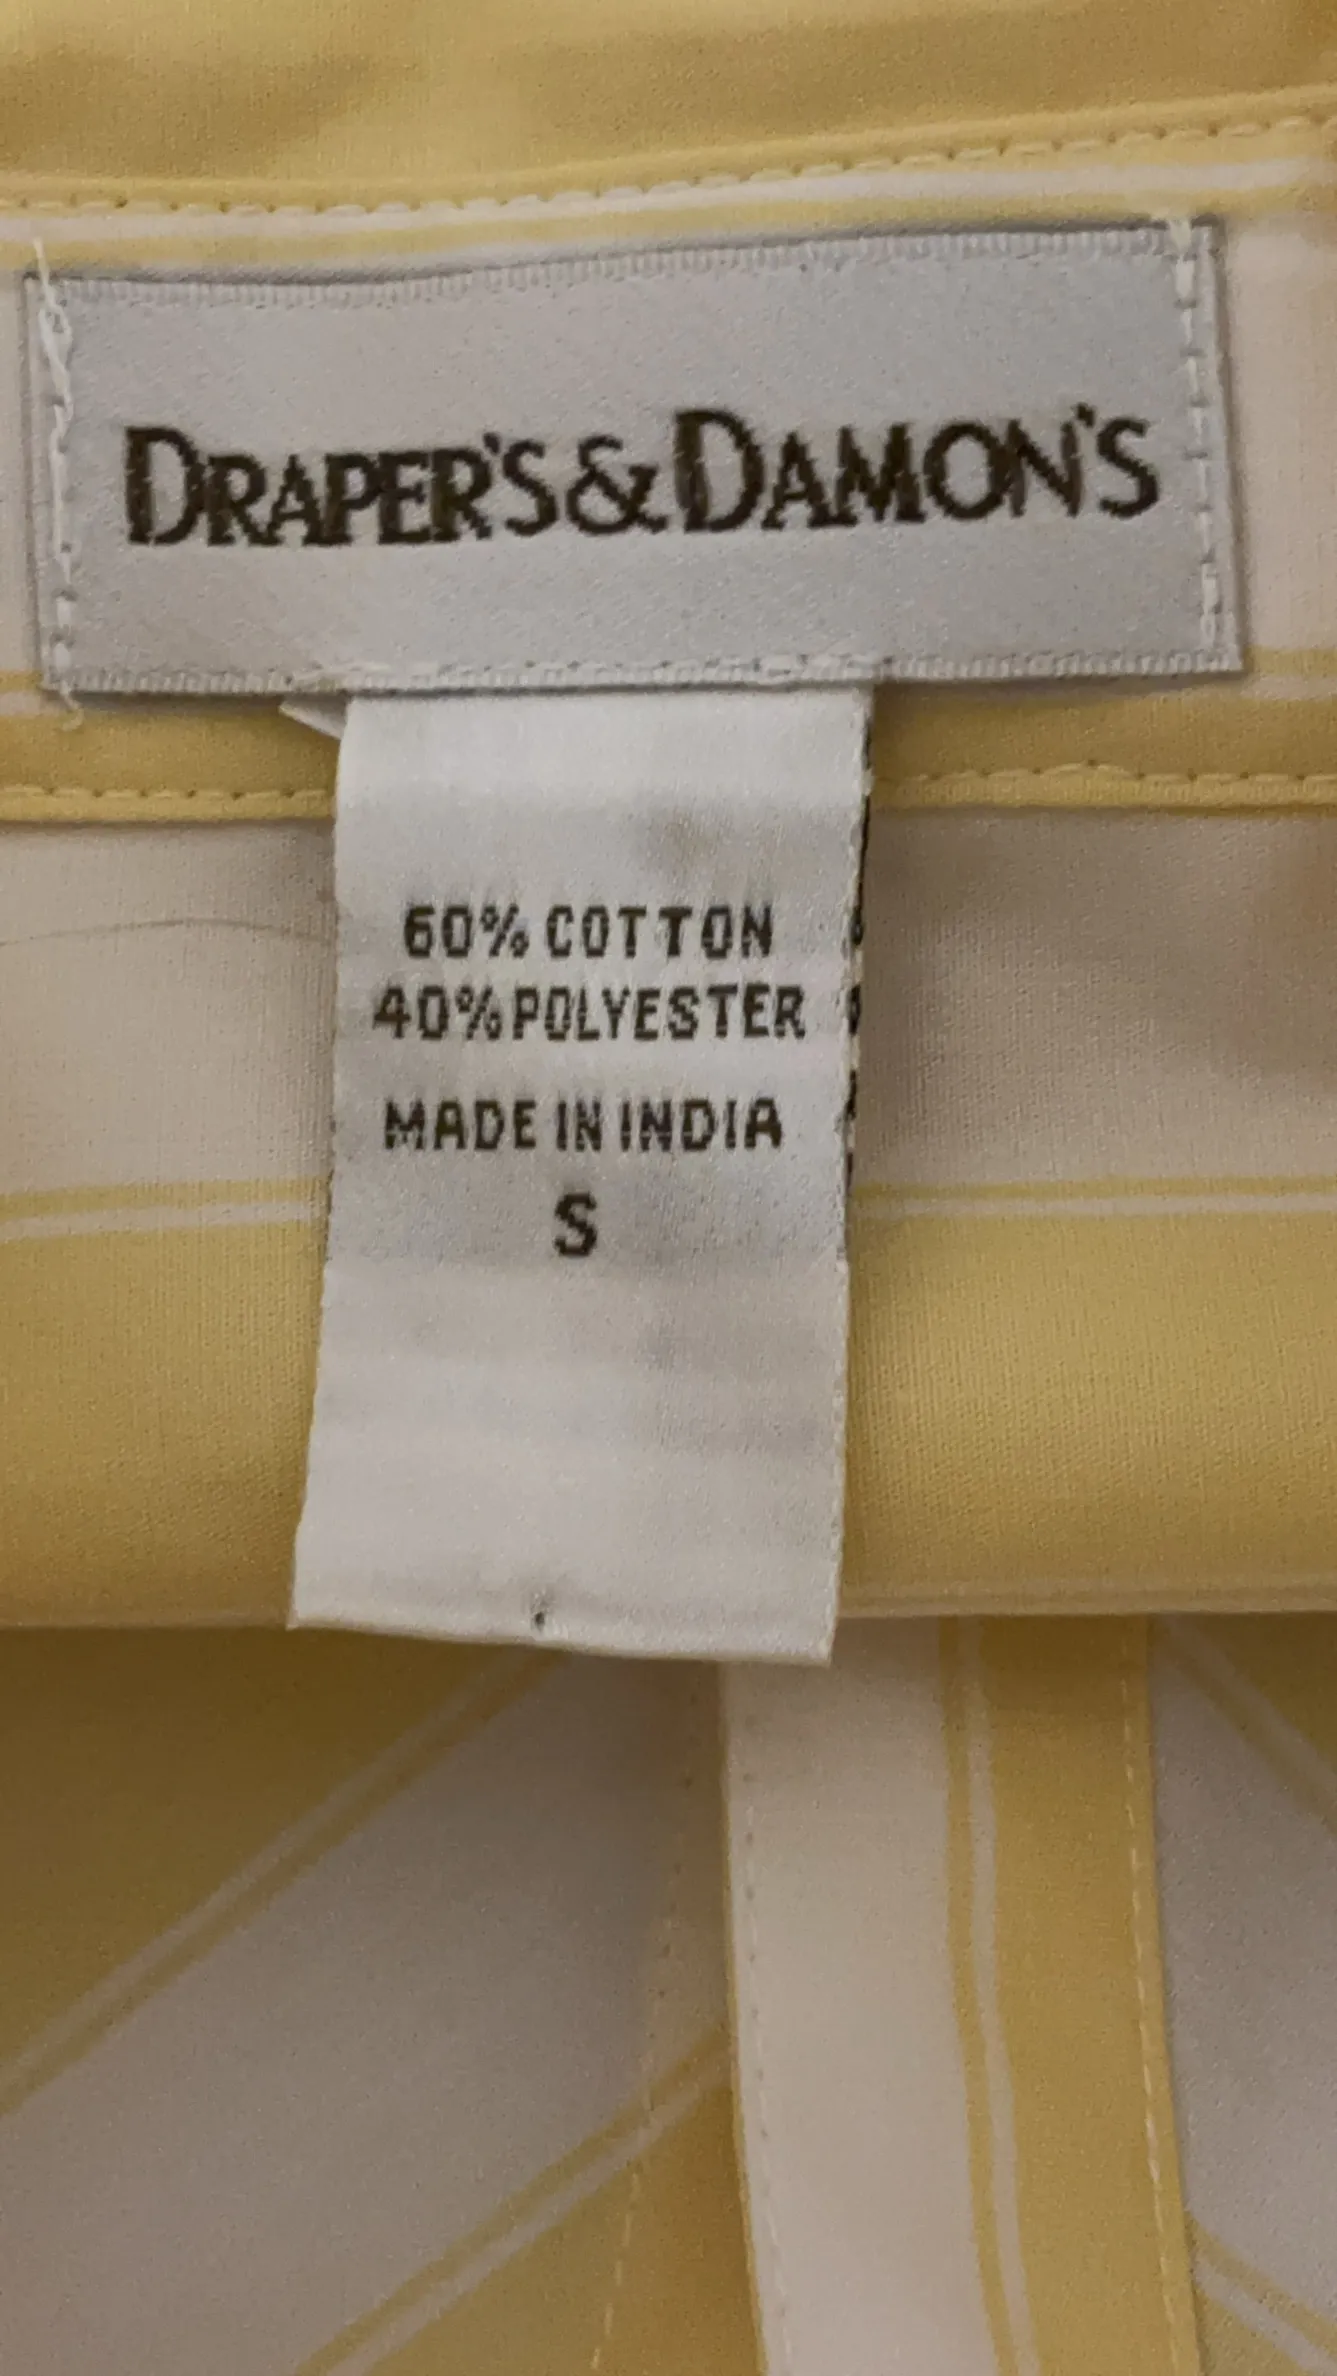 DRAPER'S & DAMON'S
60% COTTON
40% POLYESTER
MADE IN INDIA
S